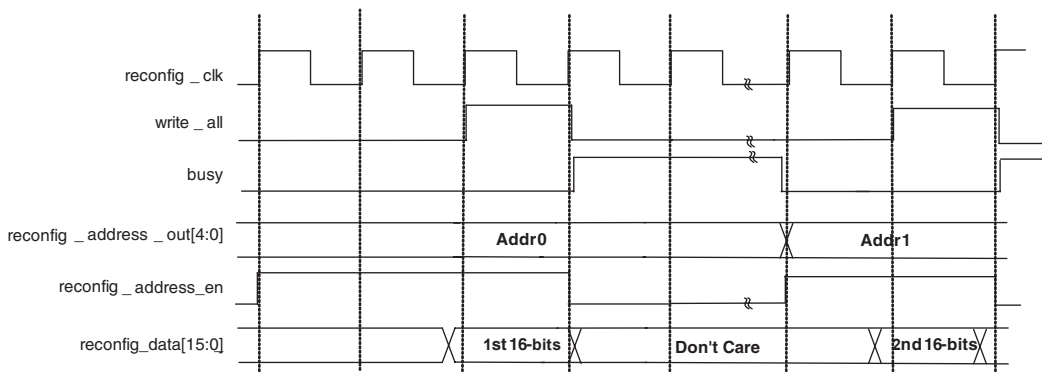 reconfig _ clk
write _ all
busy
reconfig _ address _ out[4:0]
Addr0 Addr1
reconfig _ address_en
reconfig_data[15:0]
1st 16-bits Don't Care 2nd 16-bits